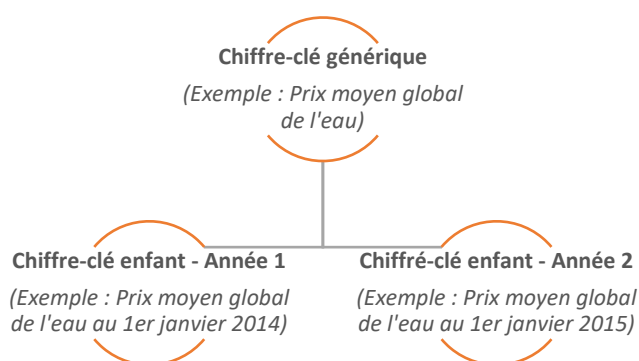 Chiffre-clé générique
(Exemple : Prix moyen global
de l'eau)
Chiffre-clé enfant - Année 1
(Exemple : Prix moyen global
de l'eau au 1er janvier 2014)
Chiffré-clé enfant - Année 2
(Exemple : Prix moyen global
de l'eau au 1er janvier 2015)